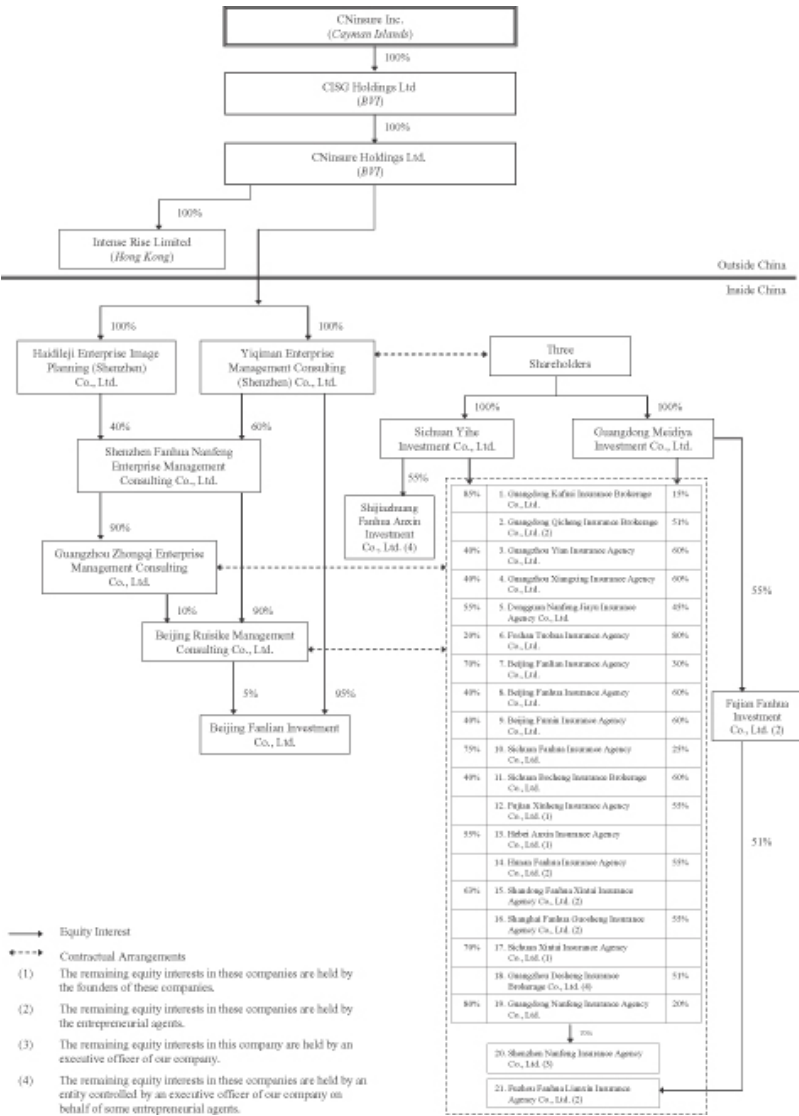 CNinsure Inc.
(Cayman Islands)
100%
CISG Holdings Ltd
(BVI)
100%
CNinsure Holdings Ltd.
(BVI)
100%
Intense Rise Limited
(Hong Kong)
Outside China
Inside China
100%
100%
Haidileji Enterprise Image
Planning (Shenzhen)
Co., Ltd.
Yiqiman Enterprise
Management Consulting
(Shenzhen) Co., Ltd.
Three
Shareholders
100%
100%
40%
60%
Sichuan Yihe
Investment Co., Ltd.
Guangdong Meidiya
Investment Co., Ltd.
Shenzhen Fanhua Nanfeng
Enterprise Management
Consulting Co., Ltd.
55%
Shijiazhuang
Fanhua Anxin
Investment
Co., Ltd. (4)
90%
Guangzhou Zhongqi Enterprise
Management Consulting
Co., Ltd.
10%
90%
Beijing Ruisike Management
Consulting Co., Ltd.
5%
95%
Beijing Fanlian Investment
Co., Ltd.
85% 1. Guangdong Kafusi Insurance Brokerage 15%
Co., Ltd.
2. Guangdong Qicheng Insurance Brokerage 51%
Co., Ltd. (2)
40% 3. Guangzhou Yian Insurance Agency 60%
Co., Ltd.
40% 4. Guangzhou Xiangxing Insurance Agency 60%
Co., Ltd.
55% 5. Dongguan Nanfeng Jiayu Insurance 45%
Agency Co., Ltd.
20% 6. Foshan Tuohua Insurance Agency 80%
Co., Ltd.
70% 7. Beijing Fanlian Insurance Agency 30%
Co., Ltd.
40% 8. Beijing Fanhua Insurance Agency 60%
Co., Ltd.
40% 9. Beijing Fumin Insurance Agency 60%
Co., Ltd.
75% 10. Sichuan Fanhua Insurance Agency 25%
Co., Ltd.
40% 11. Sichuan Bocheng Insurance Brokerage 60%
Co., Ltd.
12. Fujian Xinheng Insurance Agency 55%
Co., Ltd. (1)
55% 13. Hebei Anxin Insurance Agency
Co., Ltd. (1)
14. Hunan Fanhua Insurance Agency 55%
Co., Ltd. (2)
15. Shandong Fanhua Xintai Insurance
Agency Co., Ltd. (2)
16. Shanghai Fanhua Guosheng Insurance 55%
Agency Co., Ltd. (2)
70% 17. Sichuan Xintai Insurance Agency
Co., Ltd. (1)
18. Guangzhou Desheng Insurance 51%
Brokerage Co., Ltd. (4)
80% 19. Guangdong Nanfeng Insurance Agency 20%
Co., Ltd.
20. Shenzhen Nanfeng Insurance Agency
Co., Ltd. (3)
21. Fuzhou Fanhua Lianxin Insurance
Agency Co., Ltd. (2)
55%
Fujian Fanhua
Investment
Co., Ltd. (2)
51%
Equity Interest
Contractual Arrangements
(1) The remaining equity interests in these companies are held by
the founders of these companies.
(2) The remaining equity interests in these companies are held by
the entrepreneurial agents.
(3) The remaining equity interests in this company are held by an
executive officer of our company.
(4) The remaining equity interests in these companies are held by an
entity controlled by an executive officer of our company on
behalf of some entrepreneurial agents.